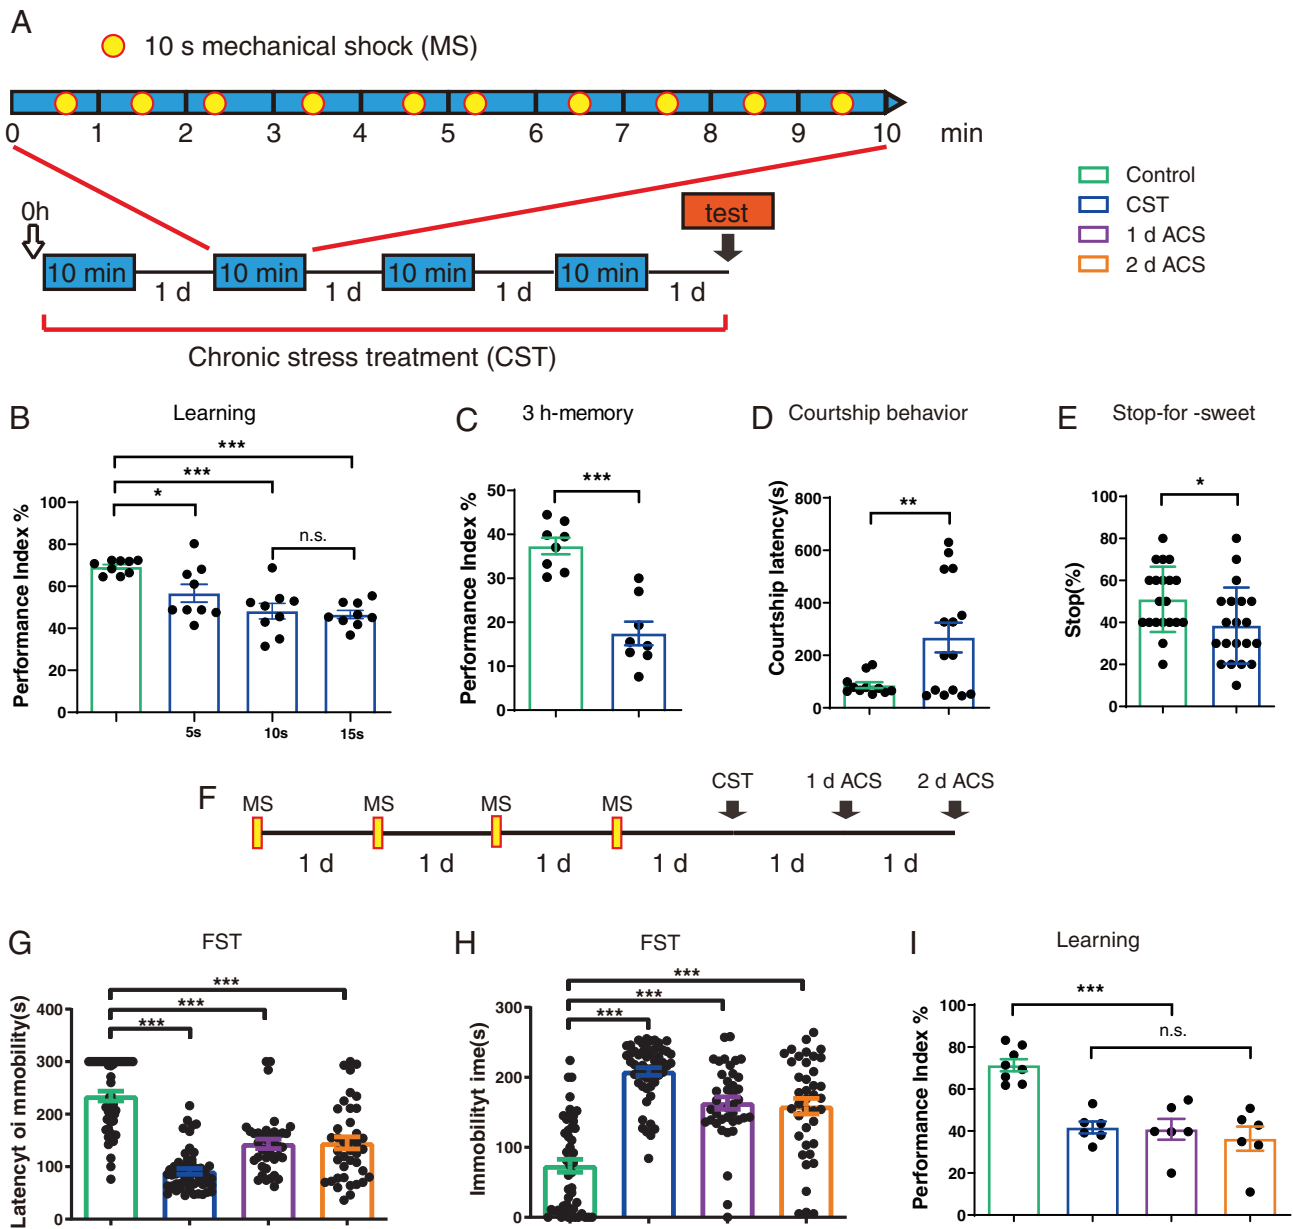 A
10 s mechanical shock (MS)
0 1 2 3 4 5 6 7 8 9 10 min
Control
CST
1 d ACS
2 d ACS
0h
test
10 min 10 min 10 min 10 min
1 d 1 d 1 d 1 d
Chronic stress treatment (CST)
B Learning
***
***
*
n.s.
Performance Index %
100
80
60
40
20
0
5s 10s 15s
C 3 h-memory
***
Performance Index %
50
40
30
20
10
0
D Courtship behavior
**
Courtship latency(s)
800
600
400
200
0
E Stop-for -sweet
*
Stop(%)
100
80
60
40
20
0
F
MS MS MS MS CST 1 d ACS 2 d ACS
1 d 1 d 1 d 1 d 1 d 1 d
G FST
***
***
***
Latencyt oi mmobility(s)
400
300
200
100
0
H FST
***
***
***
Immobilityt ime(s)
300
200
100
0
I Learning
***
n.s.
Performance Index %
100
80
60
40
20
0